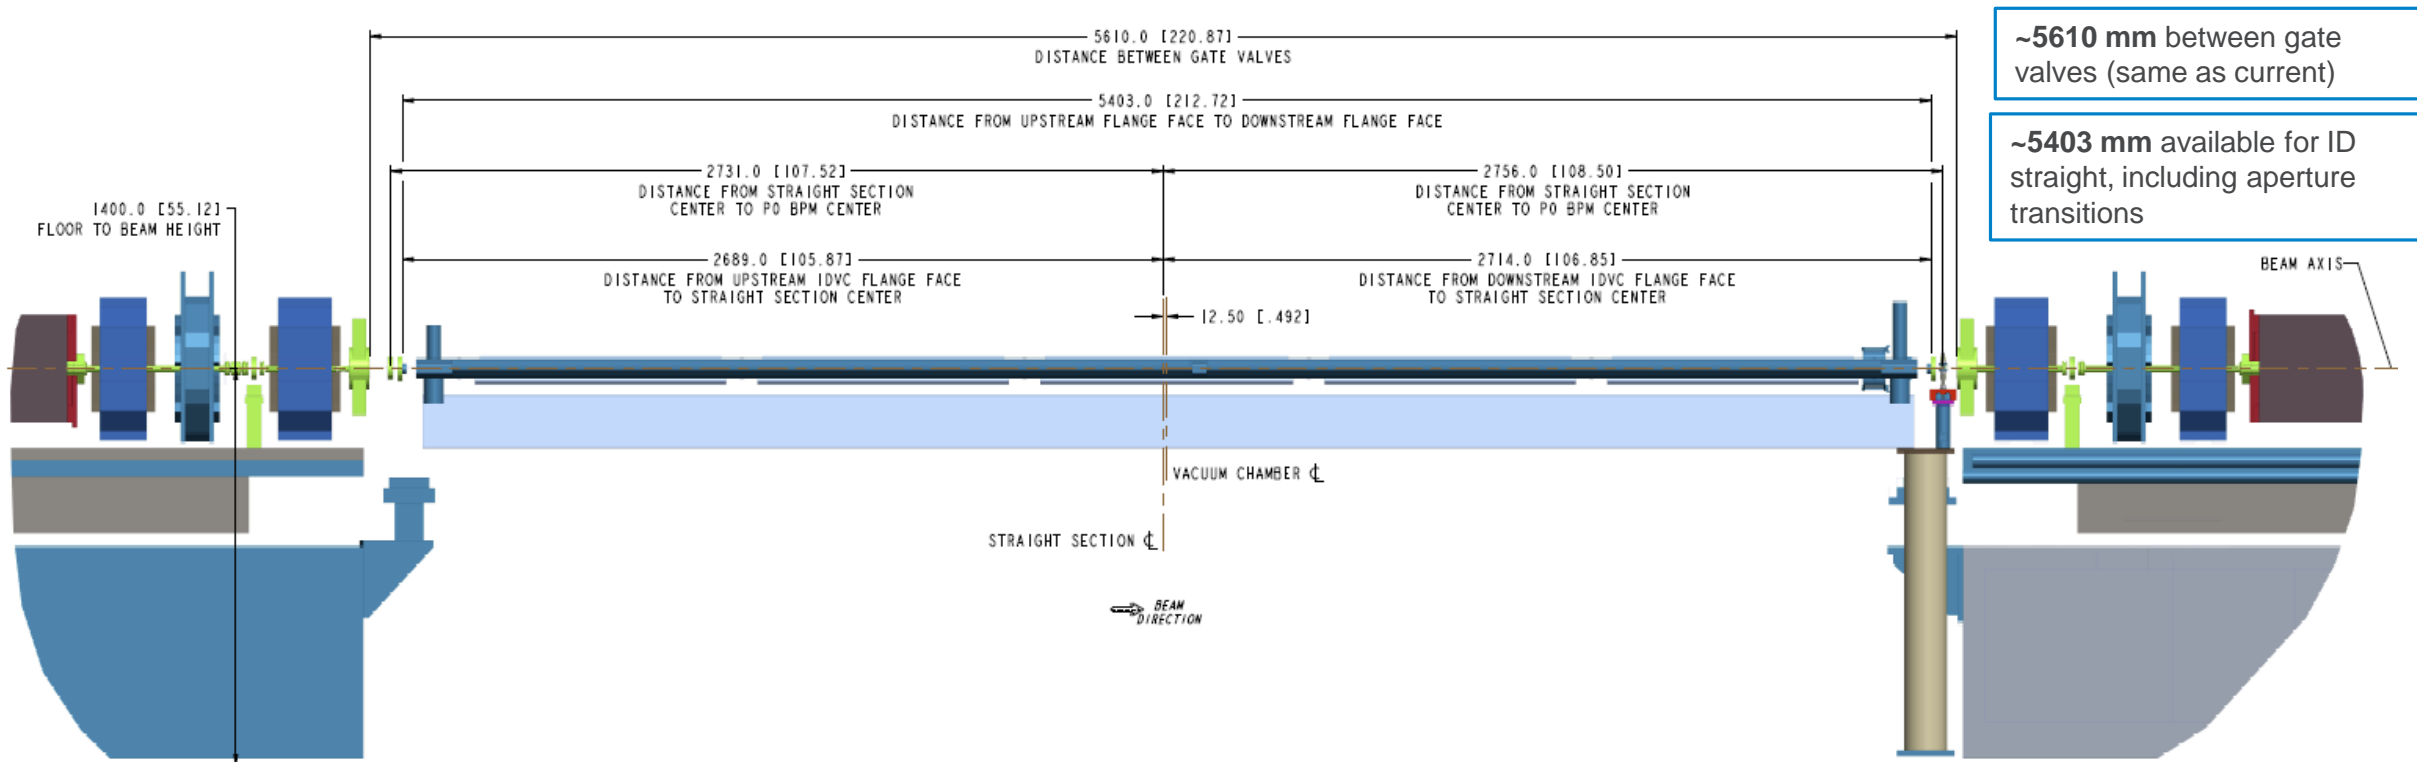 5610.0 [220.87]
DISTANCE BETWEEN GATE VALVES
~5610 mm between gate
valves (same as current)
5403.0 [212.72]
DISTANCE FROM UPSTREAM FLANGE FACE TO DOWNSTREAM FLANGE FACE
~5403 mm available for ID
straight, including aperture
transitions
2731.0 [107.52]
DISTANCE FROM STRAIGHT SECTION
CENTER TO P0 BPM CENTER
2756.0 [108.50]
DISTANCE FROM STRAIGHT SECTION
CENTER TO P0 BPM CENTER
1400.0 [55.12]
FLOOR TO BEAM HEIGHT
2689.0 [105.87]
DISTANCE FROM UPSTREAM IDVC FLANGE FACE
TO STRAIGHT SECTION CENTER
2714.0 [106.85]
DISTANCE FROM DOWNSTREAM IDVC FLANGE FACE
TO STRAIGHT SECTION CENTER
BEAM AXIS
12.50 [.492]
VACUUM CHAMBER ℄
STRAIGHT SECTION ℄
BEAM
DIRECTION